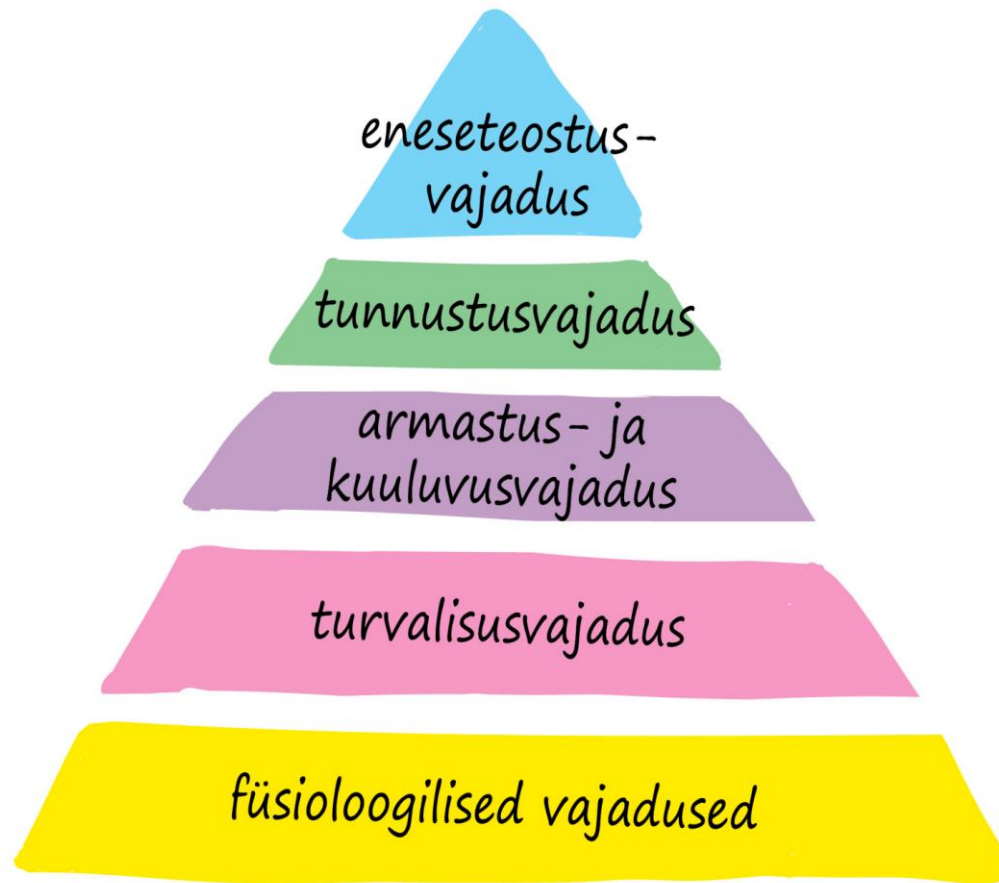 eneseteostus-
vajadus
tunnustusvajadus
armastus- ja
kuuluvusvajadus
turvalisusvajadus
füsioloogilised vajadused